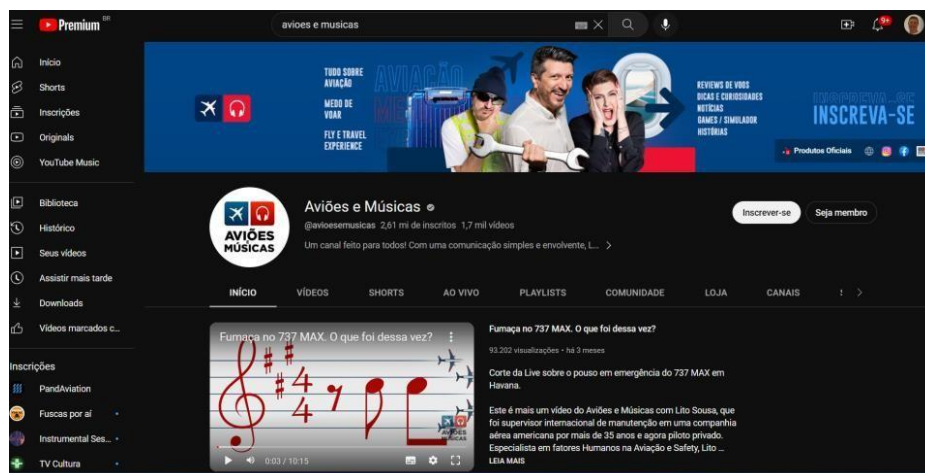 Premium BR
avioes e musicas
9+
Início
Shorts
Inscrições
Originals
YouTube Music
Biblioteca
Histórico
Seus vídeos
Assistir mais tarde
Downloads
Vídeos marcados c...
Inscrições
PandAviation
Fuscas por aí
Instrumental Ses...
TV Cultura
TUDO SOBRE
AVIAÇÃO
MEDO DE
VOAR
FLY E TRAVEL
EXPERIENCE
AVIAÇÃO
REVIEWS DE VOOS
DICAS E CURIOSIDADES
NOTÍCIAS
GAMES / SIMULADOR
HISTÓRIAS
INSCREVA-SE
INSCREVA-SE
Produtos Oficiais
AVIÕES
MÚSICAS
Aviões e Músicas
@avioesemusicas 2,61 mi de inscritos 1,7 mil vídeos
Um canal feito para todos! Com uma comunicação simples e envolvente, L...
Inscrever-se
Seja membro
INÍCIO
VÍDEOS
SHORTS
AO VIVO
PLAYLISTS
COMUNIDADE
LOJA
CANAIS
Fumaça no 737 MAX. O que foi dessa vez?
4
4
AVIÕES
MÚSICAS
0:03 / 10:15
Fumaça no 737 MAX. O que foi dessa vez?
93.202 visualizações • há 3 meses
Corte da Live sobre o pouso em emergência do 737 MAX em
Havana.
Este é mais um vídeo do Aviões e Músicas com Lito Sousa, que
foi supervisor internacional de manutenção em uma companhia
aérea americana por mais de 35 anos e agora piloto privado.
Especialista em fatores Humanos na Aviação e Safety, Lito ...
LEIA MAIS